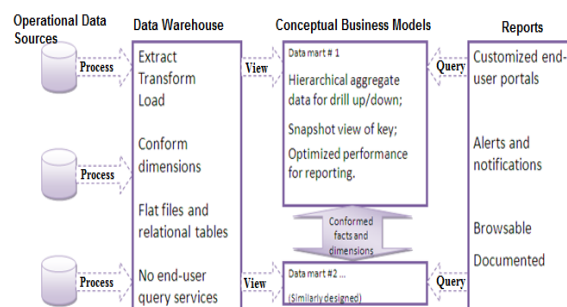 Operational Data
Sources
Data Warehouse
Conceptual Business Models
Reports
Process
Process
Process
Extract
Transform
Load
Conform
dimensions
Flat files and
relational tables
No end-user
query services
View
View
Data mart # 1
Hierarchical aggregate
data for drill up/down;
Snapshot view of key;
Optimized performance
for reporting.
Conformed
facts and
dimensions
Data mart #2 ...
(Similarly designed)
Query
Query
Customized end-
user portals
Alerts and
notifications
Browsable
Documented